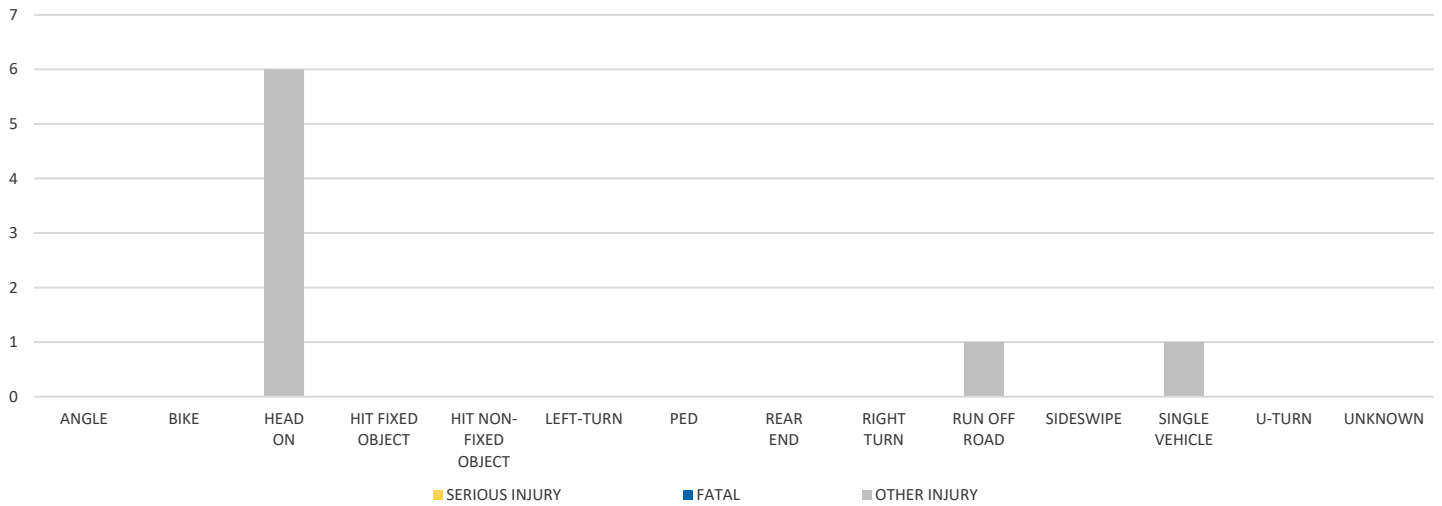 7
6
5
4
3
2
1
0
ANGLE
BIKE
HEAD
ON
HIT FIXED
OBJECT
HIT NON-
FIXED
OBJECT
LEFT-TURN
PED
REAR
END
RIGHT
TURN
RUN OFF
ROAD
SIDESWIPE
SINGLE
VEHICLE
U-TURN
UNKNOWN
SERIOUS INJURY
FATAL
OTHER INJURY